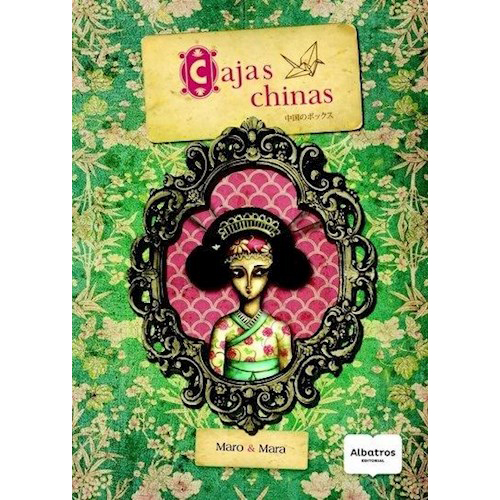 Cajas
chinas
中国のボックス
Maro & Mara
Albatros
EDITORIAL